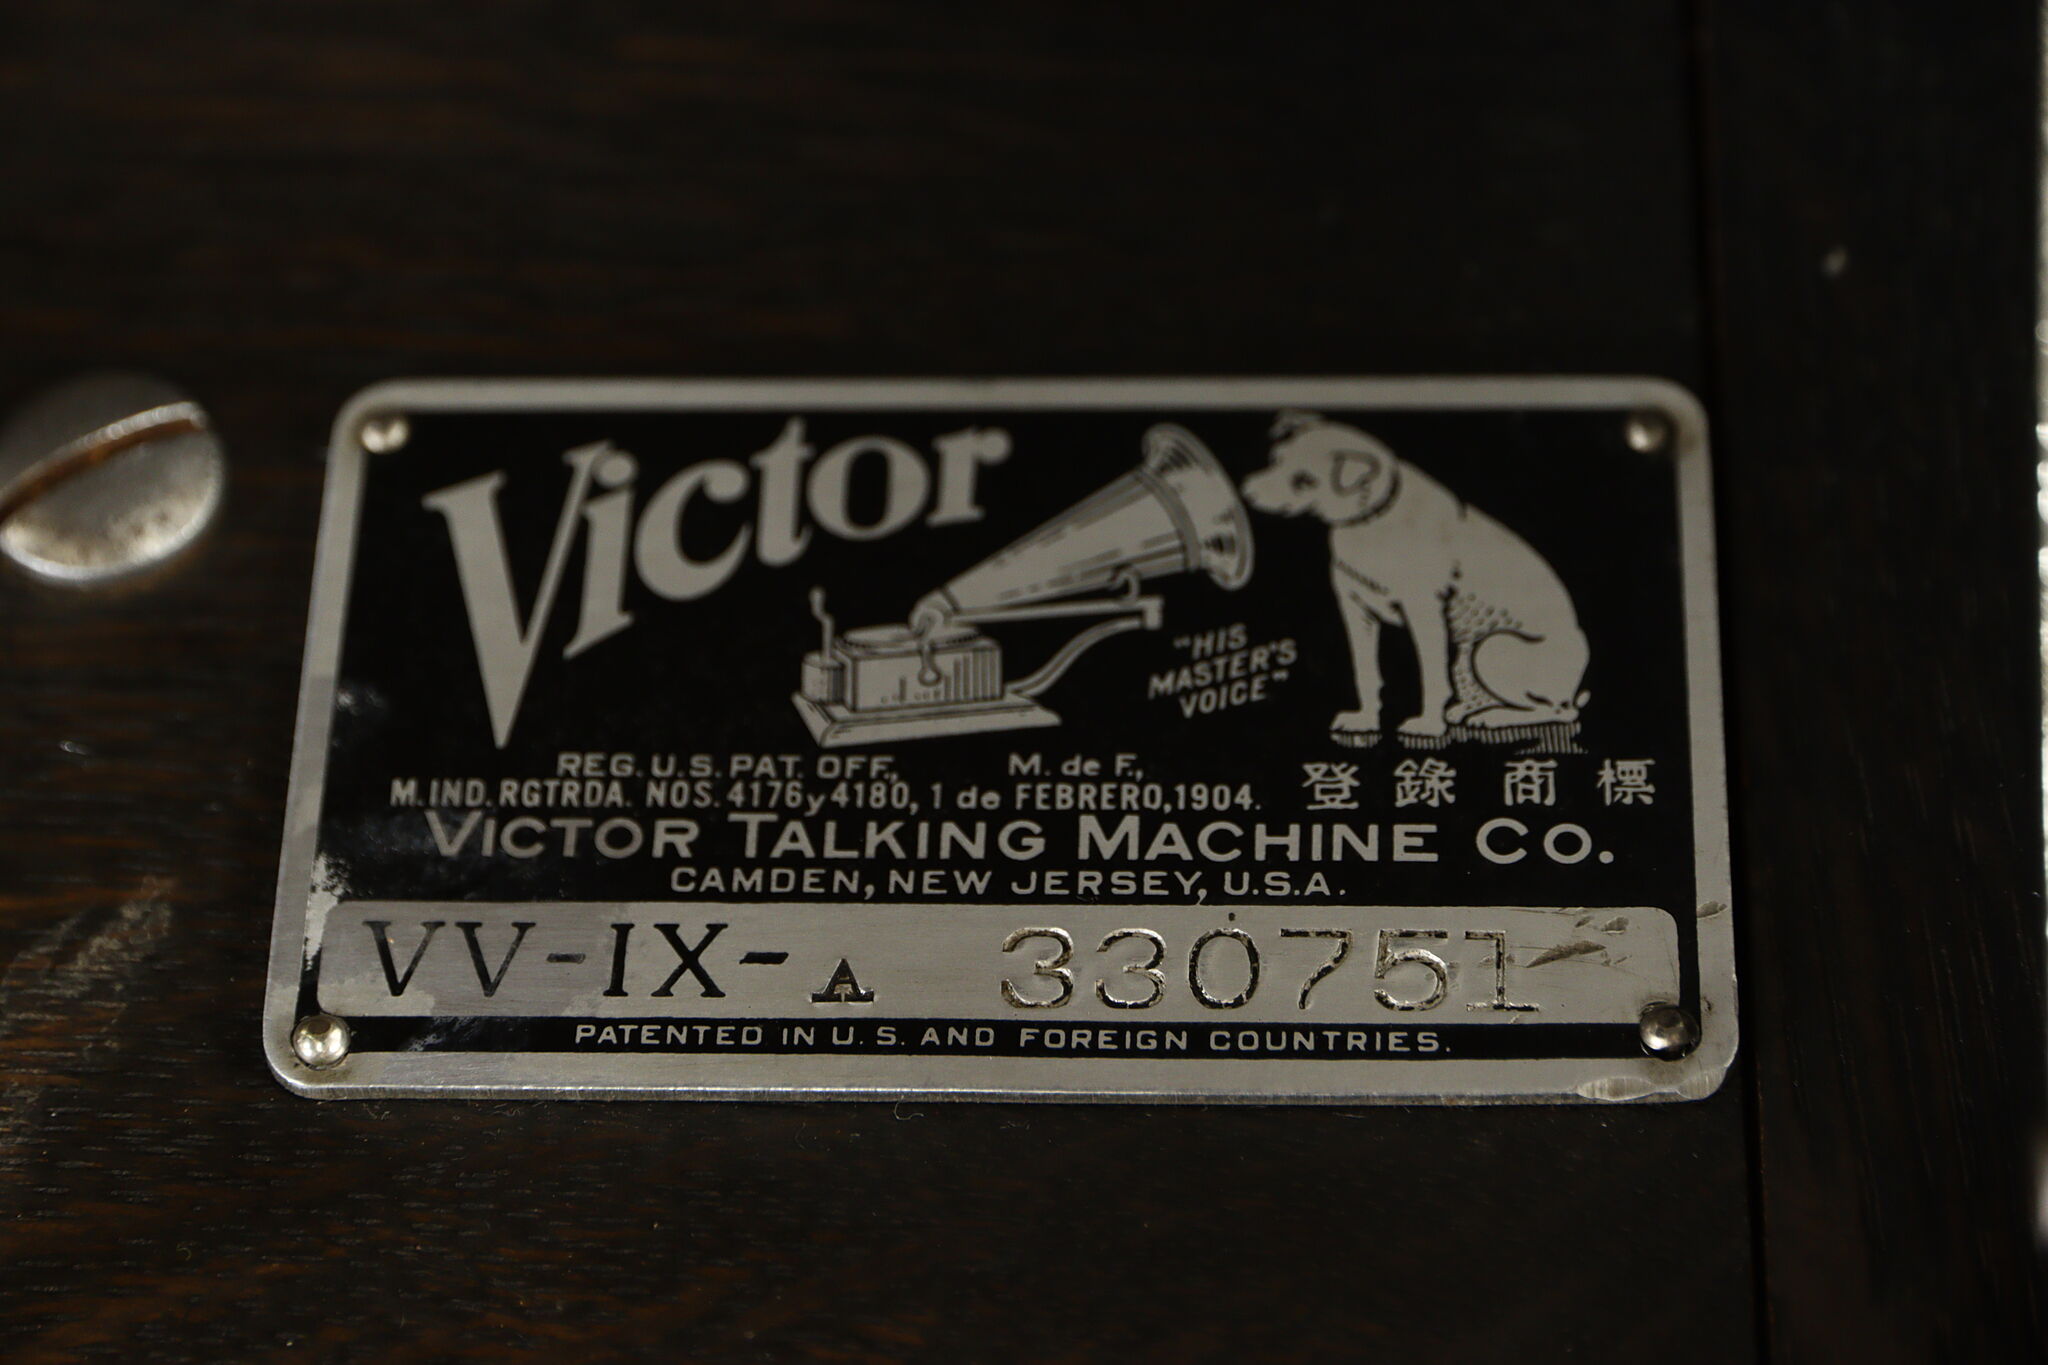 Victor
"HIS
MASTER'S
VOICE"
REG. U.S. PAT. OFF., M. de F.,
M. IND. RGTRDA. NOS. 4176 y 4180, 1 de FEBRERO, 1904. 登錄商標
VICTOR TALKING MACHINE CO.
CAMDEN, NEW JERSEY, U.S.A.
VV-IX-A 330751
PATENTED IN U. S. AND FOREIGN COUNTRIES.